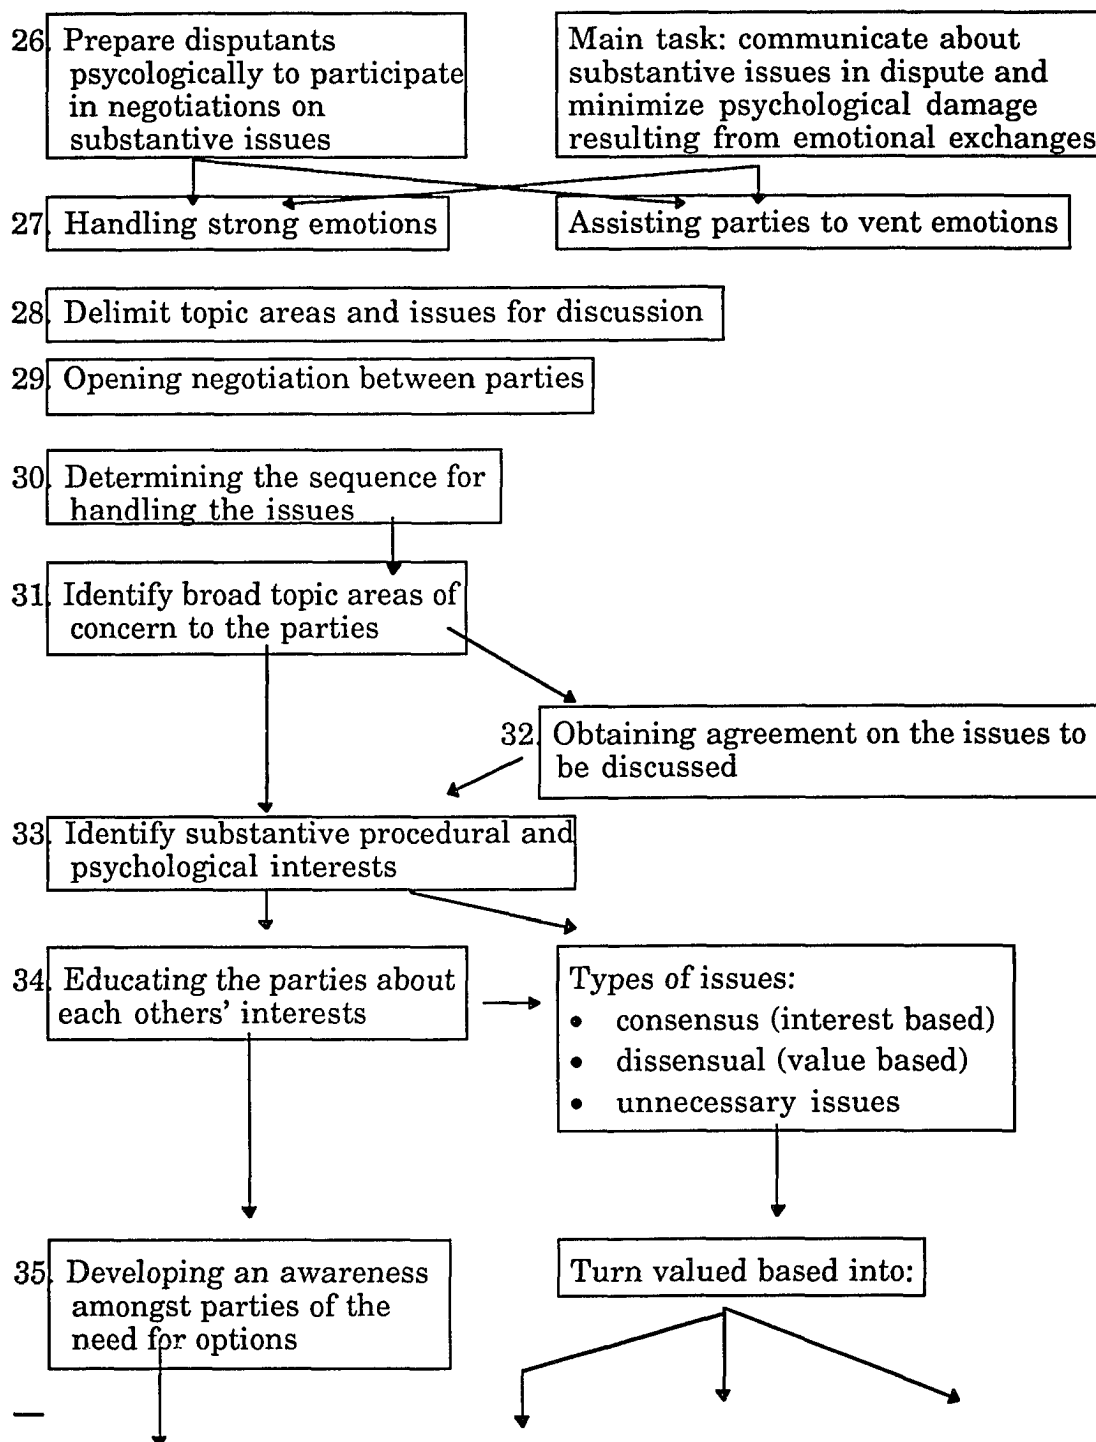 26. Prepare disputants
psycologically to participate
in negotiations on
substantive issues
Main task: communicate about
substantive issues in dispute and
minimize psychological damage
resulting from emotional exchanges
27. Handling strong emotions
Assisting parties to vent emotions
28. Delimit topic areas and issues for discussion
29. Opening negotiation between parties
30. Determining the sequence for
handling the issues
31. Identify broad topic areas of
concern to the parties
32. Obtaining agreement on the issues to
be discussed
33. Identify substantive procedural and
psychological interests
34. Educating the parties about
each others' interests
Types of issues:
• consensus (interest based)
• dissensual (value based)
• unnecessary issues
35. Developing an awareness
amongst parties of the
need for options
Turn valued based into: